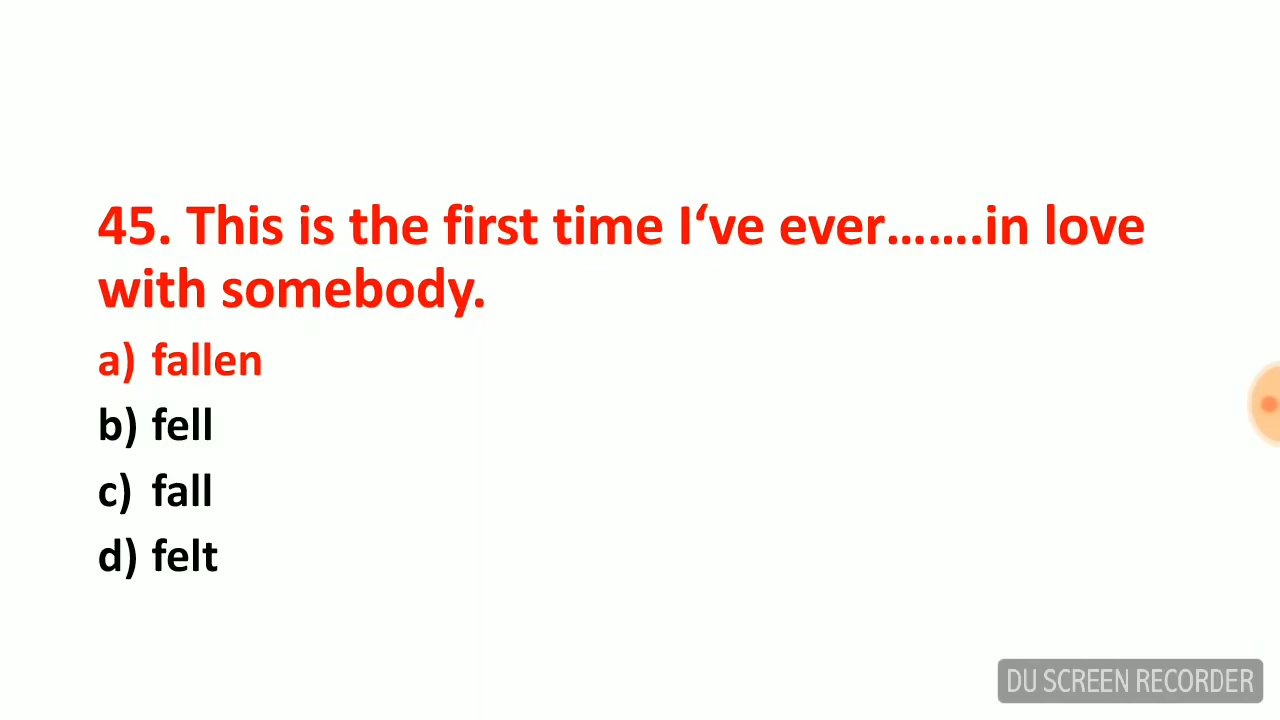 45. This is the first time I‘ve ever…….in love
with somebody.
a) fallen
b) fell
c) fall
d) felt
DU SCREEN RECORDER